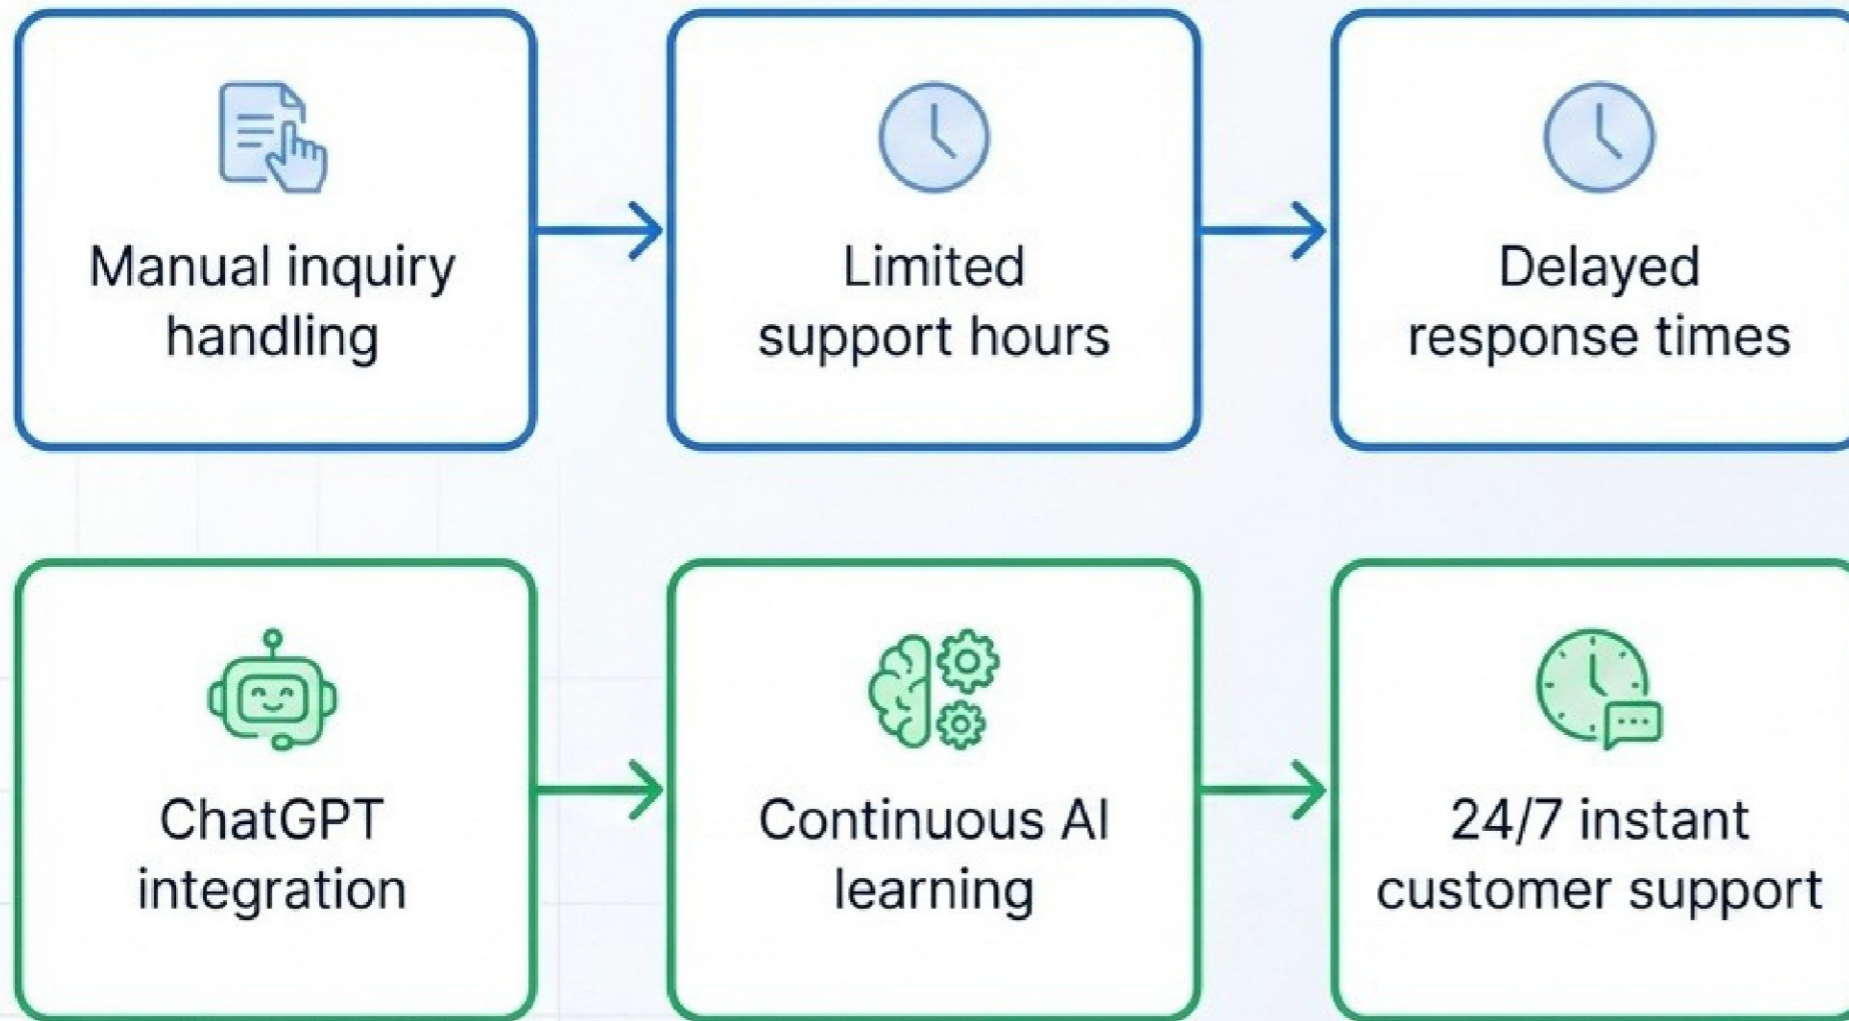 Manual inquiry
handling
Limited
support hours
Delayed
response times
ChatGPT
integration
Continuous AI
learning
24/7 instant
customer support